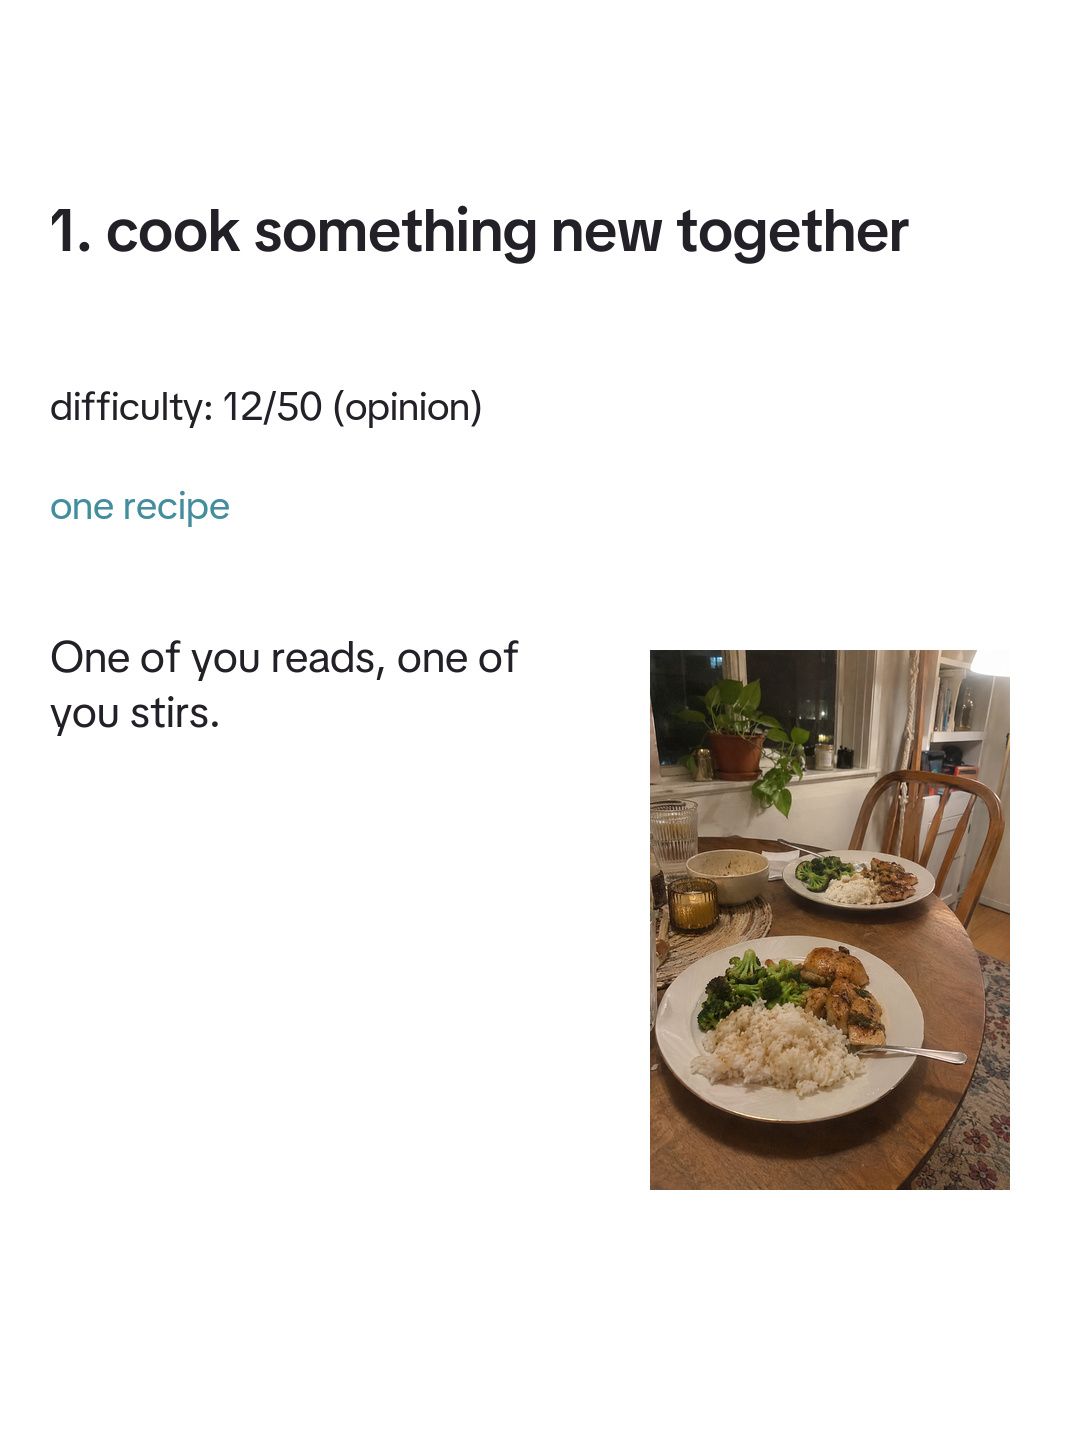 1. cook something new together
difficulty: 12/50 (opinion)
one recipe
One of you reads, one of
you stirs.